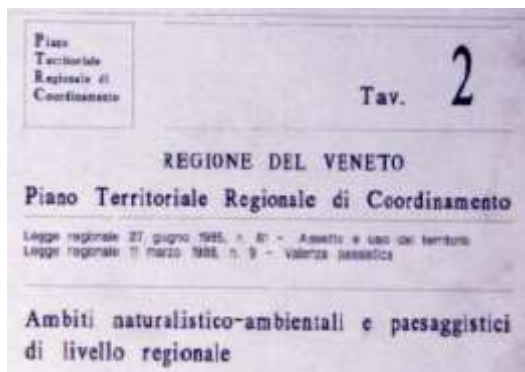 Piano
Territoriale
Regionale di
Coordinamento
Tav. 2
REGIONE DEL VENETO
Piano Territoriale Regionale di Coordinamento
Legge regionale 27 giugno 1985, n. 61 - Assetto e uso del territorio
Legge regionale 11 marzo 1986, n. 9 - Valenza paesistica
Ambiti naturalistico-ambientali e paesaggistici
di livello regionale